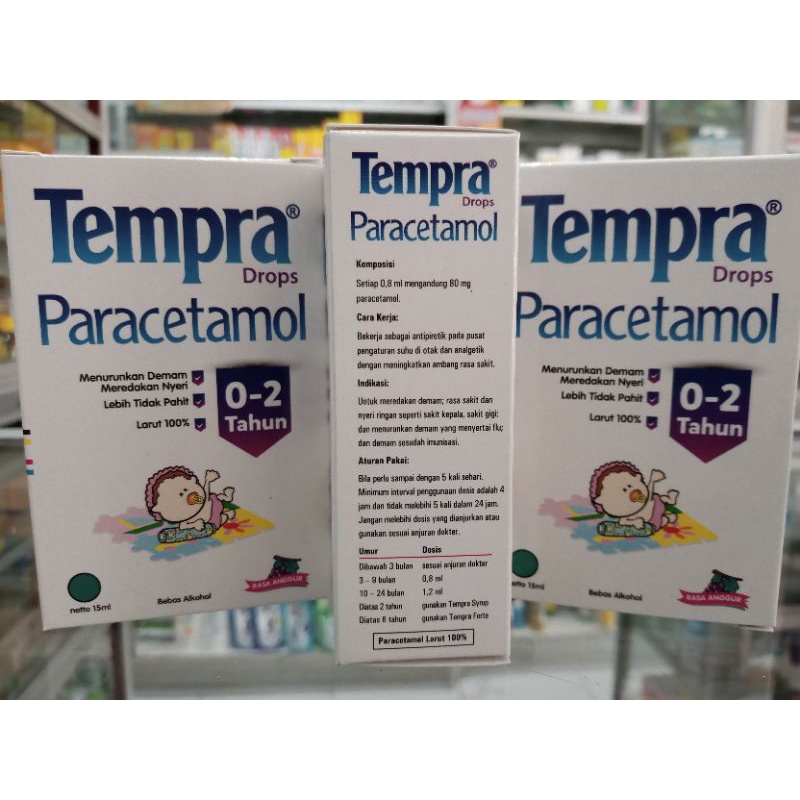 Tempra®
Drops
Paracetamol
Menurunkan Demam
Meredakan Nyeri
Lebih Tidak Pahit
Larut 100%
0-2
Tahun
netto 15ml
Bebas Alkohol
RASA ANGGUR
Tempra®
Drops
Paracetamol
Komposisi
Setiap 0,8 ml mengandung 80 mg
paracetamol.
Cara Kerja:
Bekerja sebagai antipiretik pada pusat
pengaturan suhu di otak dan analgetik
dengan meningkatkan ambang rasa sakit.
Indikasi:
Untuk meredakan demam; rasa sakit dan
nyeri ringan seperti sakit kepala, sakit gigi;
dan menurunkan demam yang menyertai flu;
dan demam sesudah imunisasi.
Aturan Pakai:
Bila perlu sampai dengan 5 kali sehari.
Minimum interval penggunaan dosis adalah 4
jam dan tidak melebihi 5 kali dalam 24 jam.
Jangan melebihi dosis yang dianjurkan atau
gunakan sesuai anjuran dokter.
Umur Dosis
Dibawah 3 bulan sesuai anjuran dokter
3 – 9 bulan 0,8 ml
10 – 24 bulan 1,2 ml
Diatas 2 tahun gunakan Tempra Syrup
Diatas 6 tahun gunakan Tempra Forte
Paracetamol Larut 100%
Tempra®
Drops
Paracetamol
Menurunkan Demam
Meredakan Nyeri
Lebih Tidak Pahit
Larut 100%
0-2
Tahun
netto 15ml
Bebas Alkohol
RASA ANGGUR